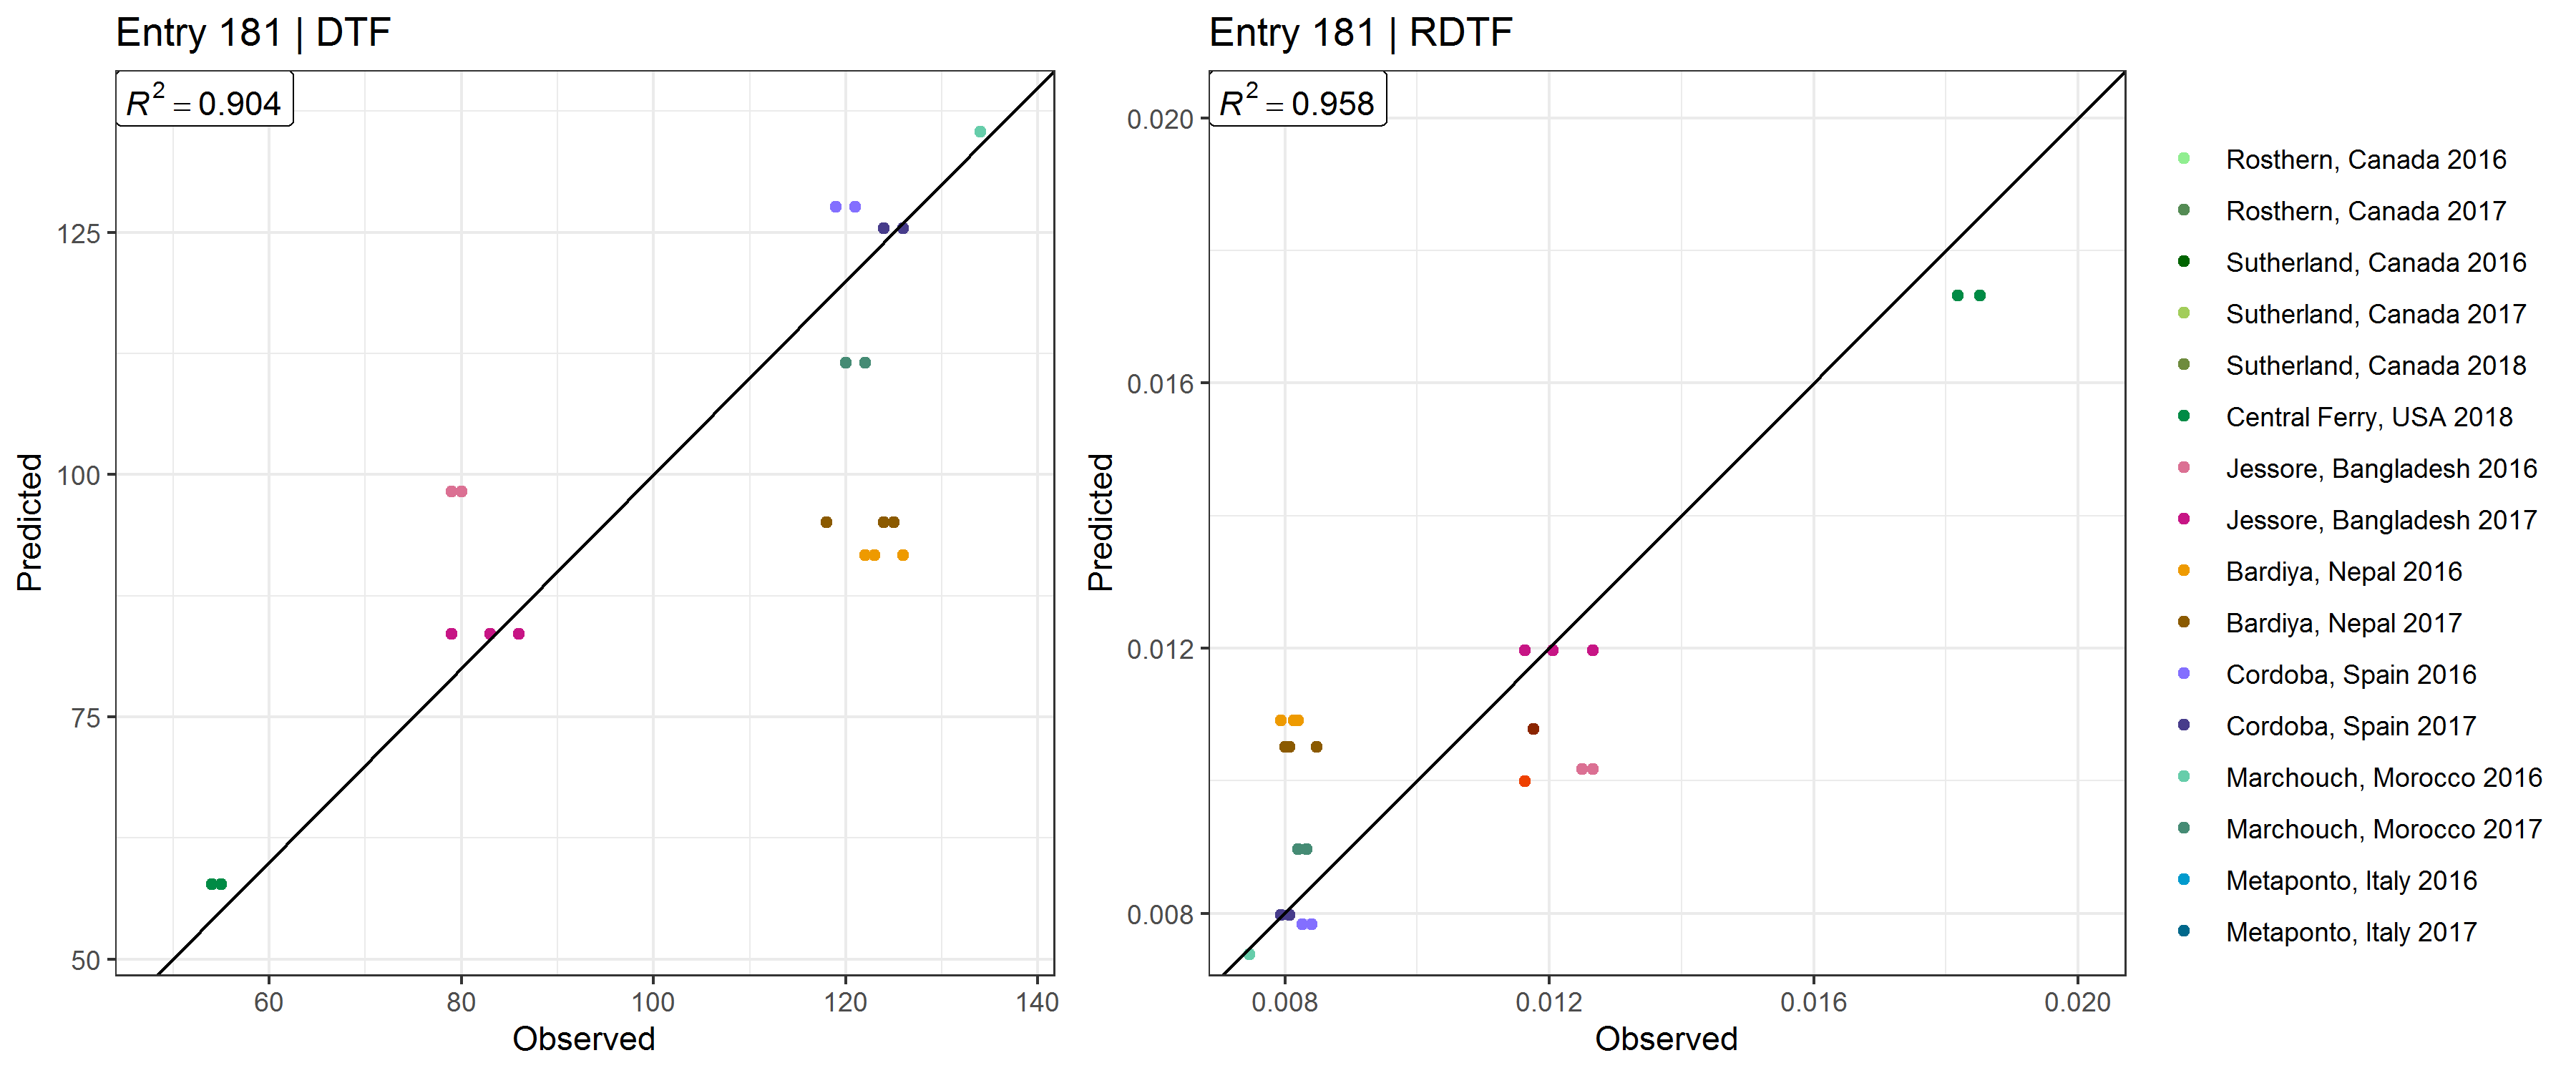 Entry 181 | DTF
R² = 0.904
125
100
75
50
Predicted
60 80 100 120 140
Observed
Entry 181 | RDTF
R² = 0.958
0.020
0.016
0.012
0.008
Predicted
0.008 0.012 0.016 0.020
Observed
Rosthern, Canada 2016
Rosthern, Canada 2017
Sutherland, Canada 2016
Sutherland, Canada 2017
Sutherland, Canada 2018
Central Ferry, USA 2018
Jessore, Bangladesh 2016
Jessore, Bangladesh 2017
Bardiya, Nepal 2016
Bardiya, Nepal 2017
Cordoba, Spain 2016
Cordoba, Spain 2017
Marchouch, Morocco 2016
Marchouch, Morocco 2017
Metaponto, Italy 2016
Metaponto, Italy 2017